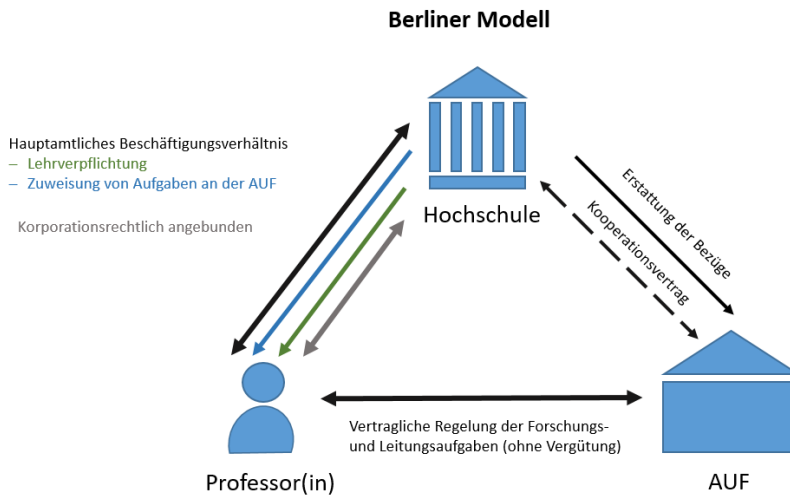 Berliner Modell
Hauptamtliches Beschäftigungsverhältnis
– Lehrverpflichtung
– Zuweisung von Aufgaben an der AUF
Korporationsrechtlich angebunden
Hochschule
Erstattung der Bezüge
Kooperationsvertrag
Vertragliche Regelung der Forschungs-
und Leitungsaufgaben (ohne Vergütung)
Professor(in)
AUF